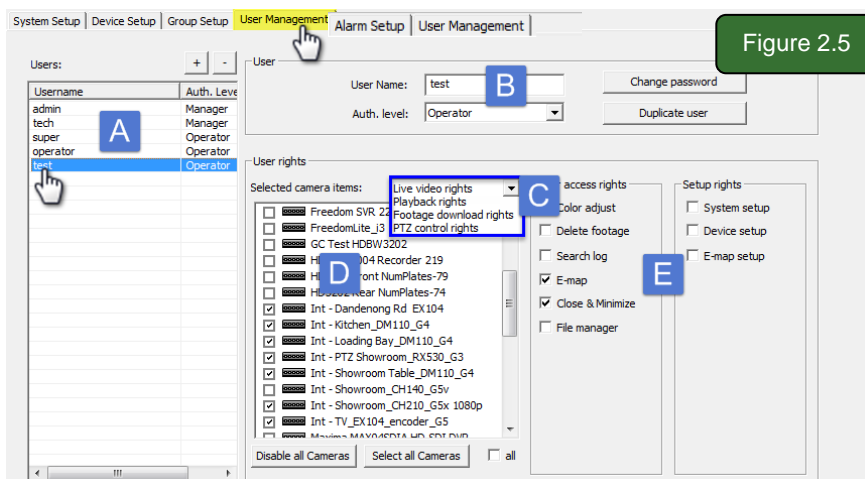 System Setup Device Setup Group Setup User Management Alarm Setup User Management
Figure 2.5
Users: + -
Username Auth. Leve
admin Manager
tech Manager
super Operator
operator Operator
test Operator
A
User
User Name: test
B
Change password
Auth. level: Operator
Duplicate user
User rights
Selected camera items:
Live video rights
Playback rights
Footage download rights
PTZ control rights
C
Freedom SVR 22
FreedomLite_i3
GC Test HDBW3202
004 Recorder 219
ront NumPlates-79
Rear NumPlates-74
Int - Dandenong Rd EX104
Int - Kitchen_DM110_G4
Int - Loading Bay_DM110_G4
Int - PTZ Showroom_RX530_G3
Int - Showroom Table_DM110_G4
Int - Showroom_CH140_G5v
Int - Showroom_CH210_G5x 1080p
Int - TV_EX104_encoder_G5
Maxima MAX04SDIA HD-SDI DVR
D
Disable all Cameras Select all Cameras all
access rights
Color adjust
Delete footage
Search log
E-map
Close & Minimize
File manager
E
Setup rights
System setup
Device setup
E-map setup